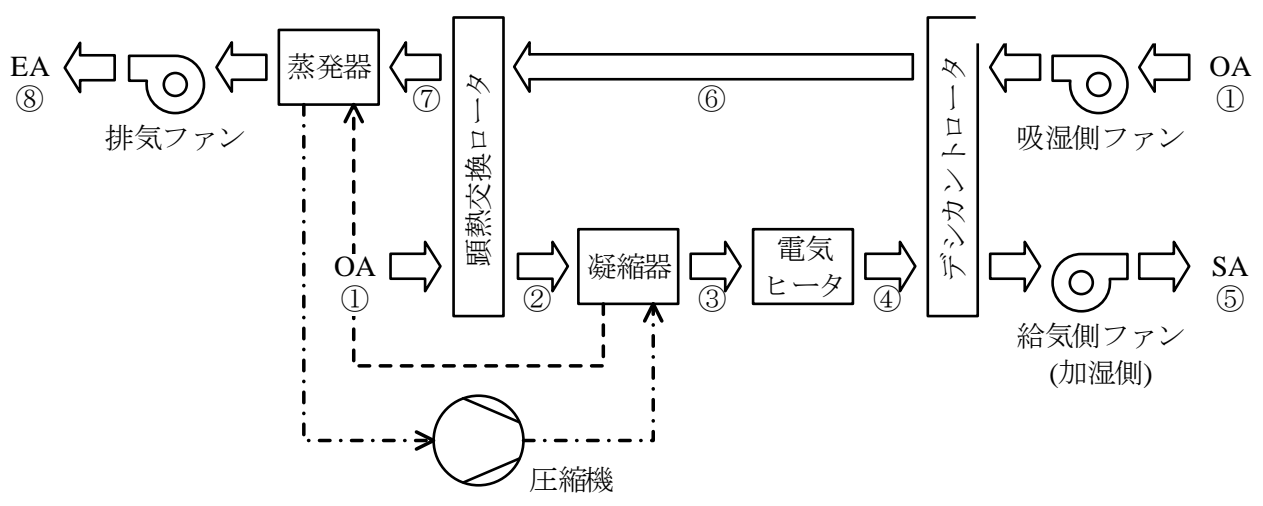 EA
⑧
排気ファン
蒸発器
⑦
顕熱交換ロータ
⑥
デシカントロータ
吸湿側ファン
OA
①
OA
①
②
凝縮器
③
電気
ヒータ
④
給気側ファン
(加湿側)
SA
⑤
圧縮機